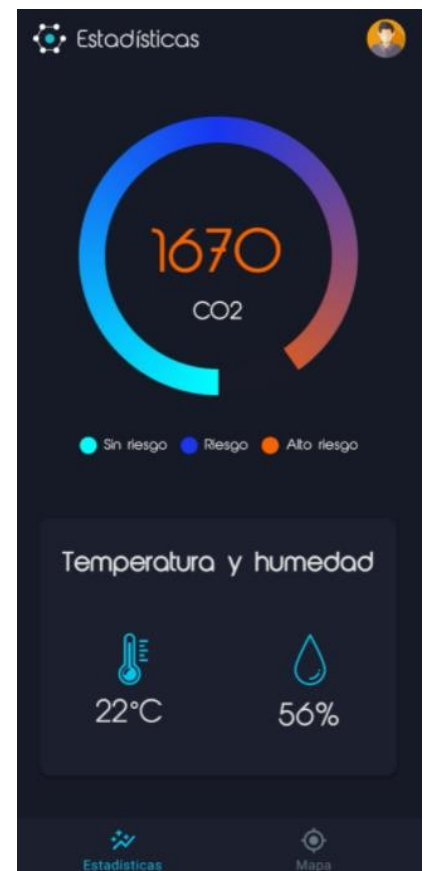 Estadísticas
1670
CO2
Sin riesgo Riesgo Alto riesgo
Temperatura y humedad
22°C 56%
Estadísticas Mapa